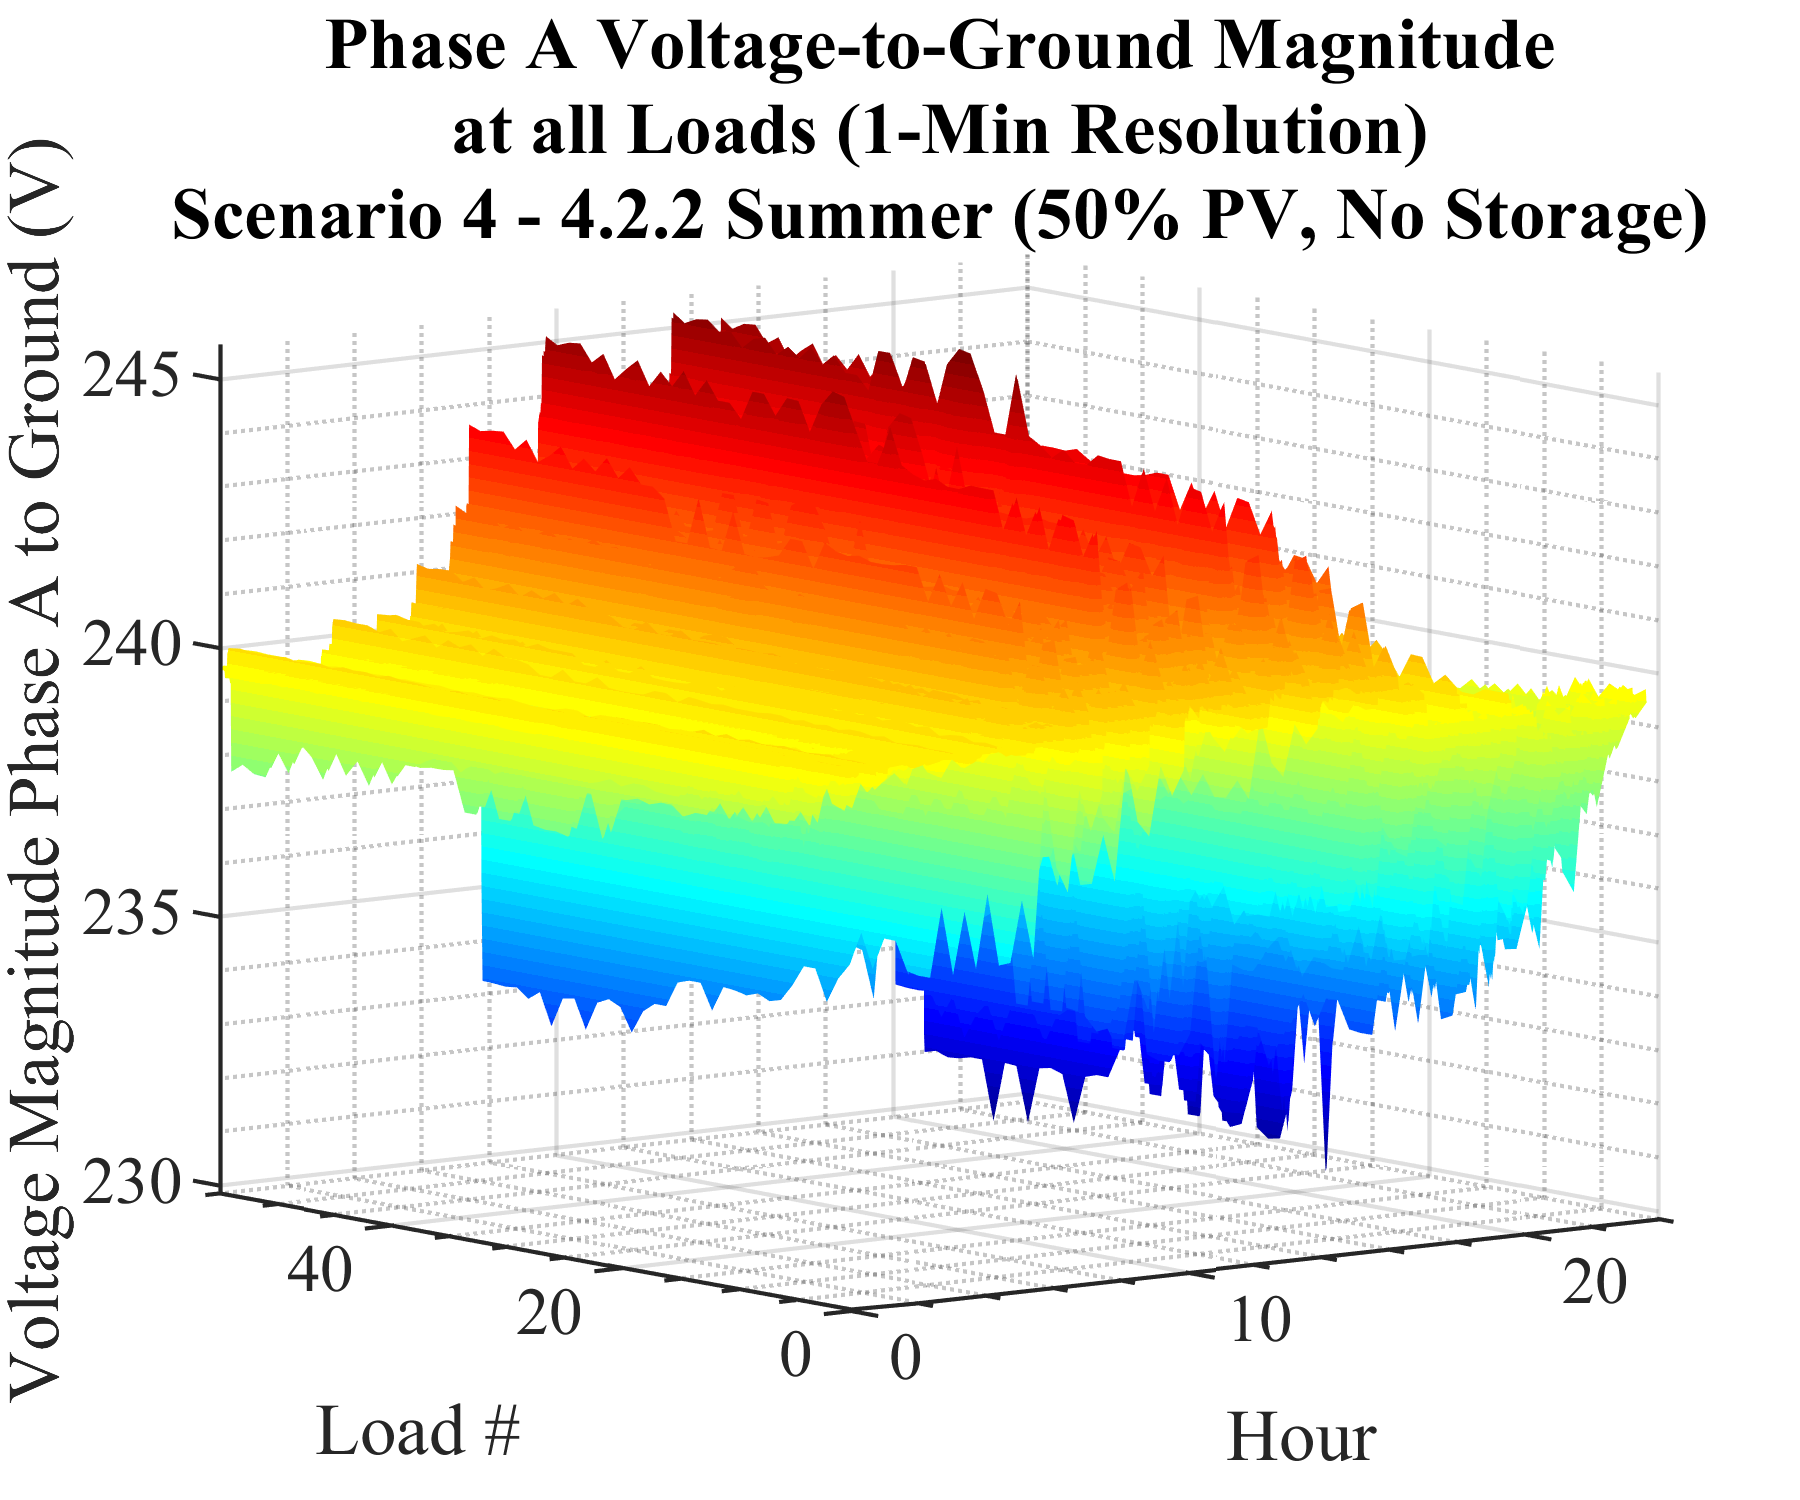 Phase A Voltage-to-Ground Magnitude
at all Loads (1-Min Resolution)
Scenario 4 - 4.2.2 Summer (50% PV, No Storage)
Voltage Magnitude Phase A to Ground (V)
245
240
235
230
40
20
0
0
10
20
Load #
Hour